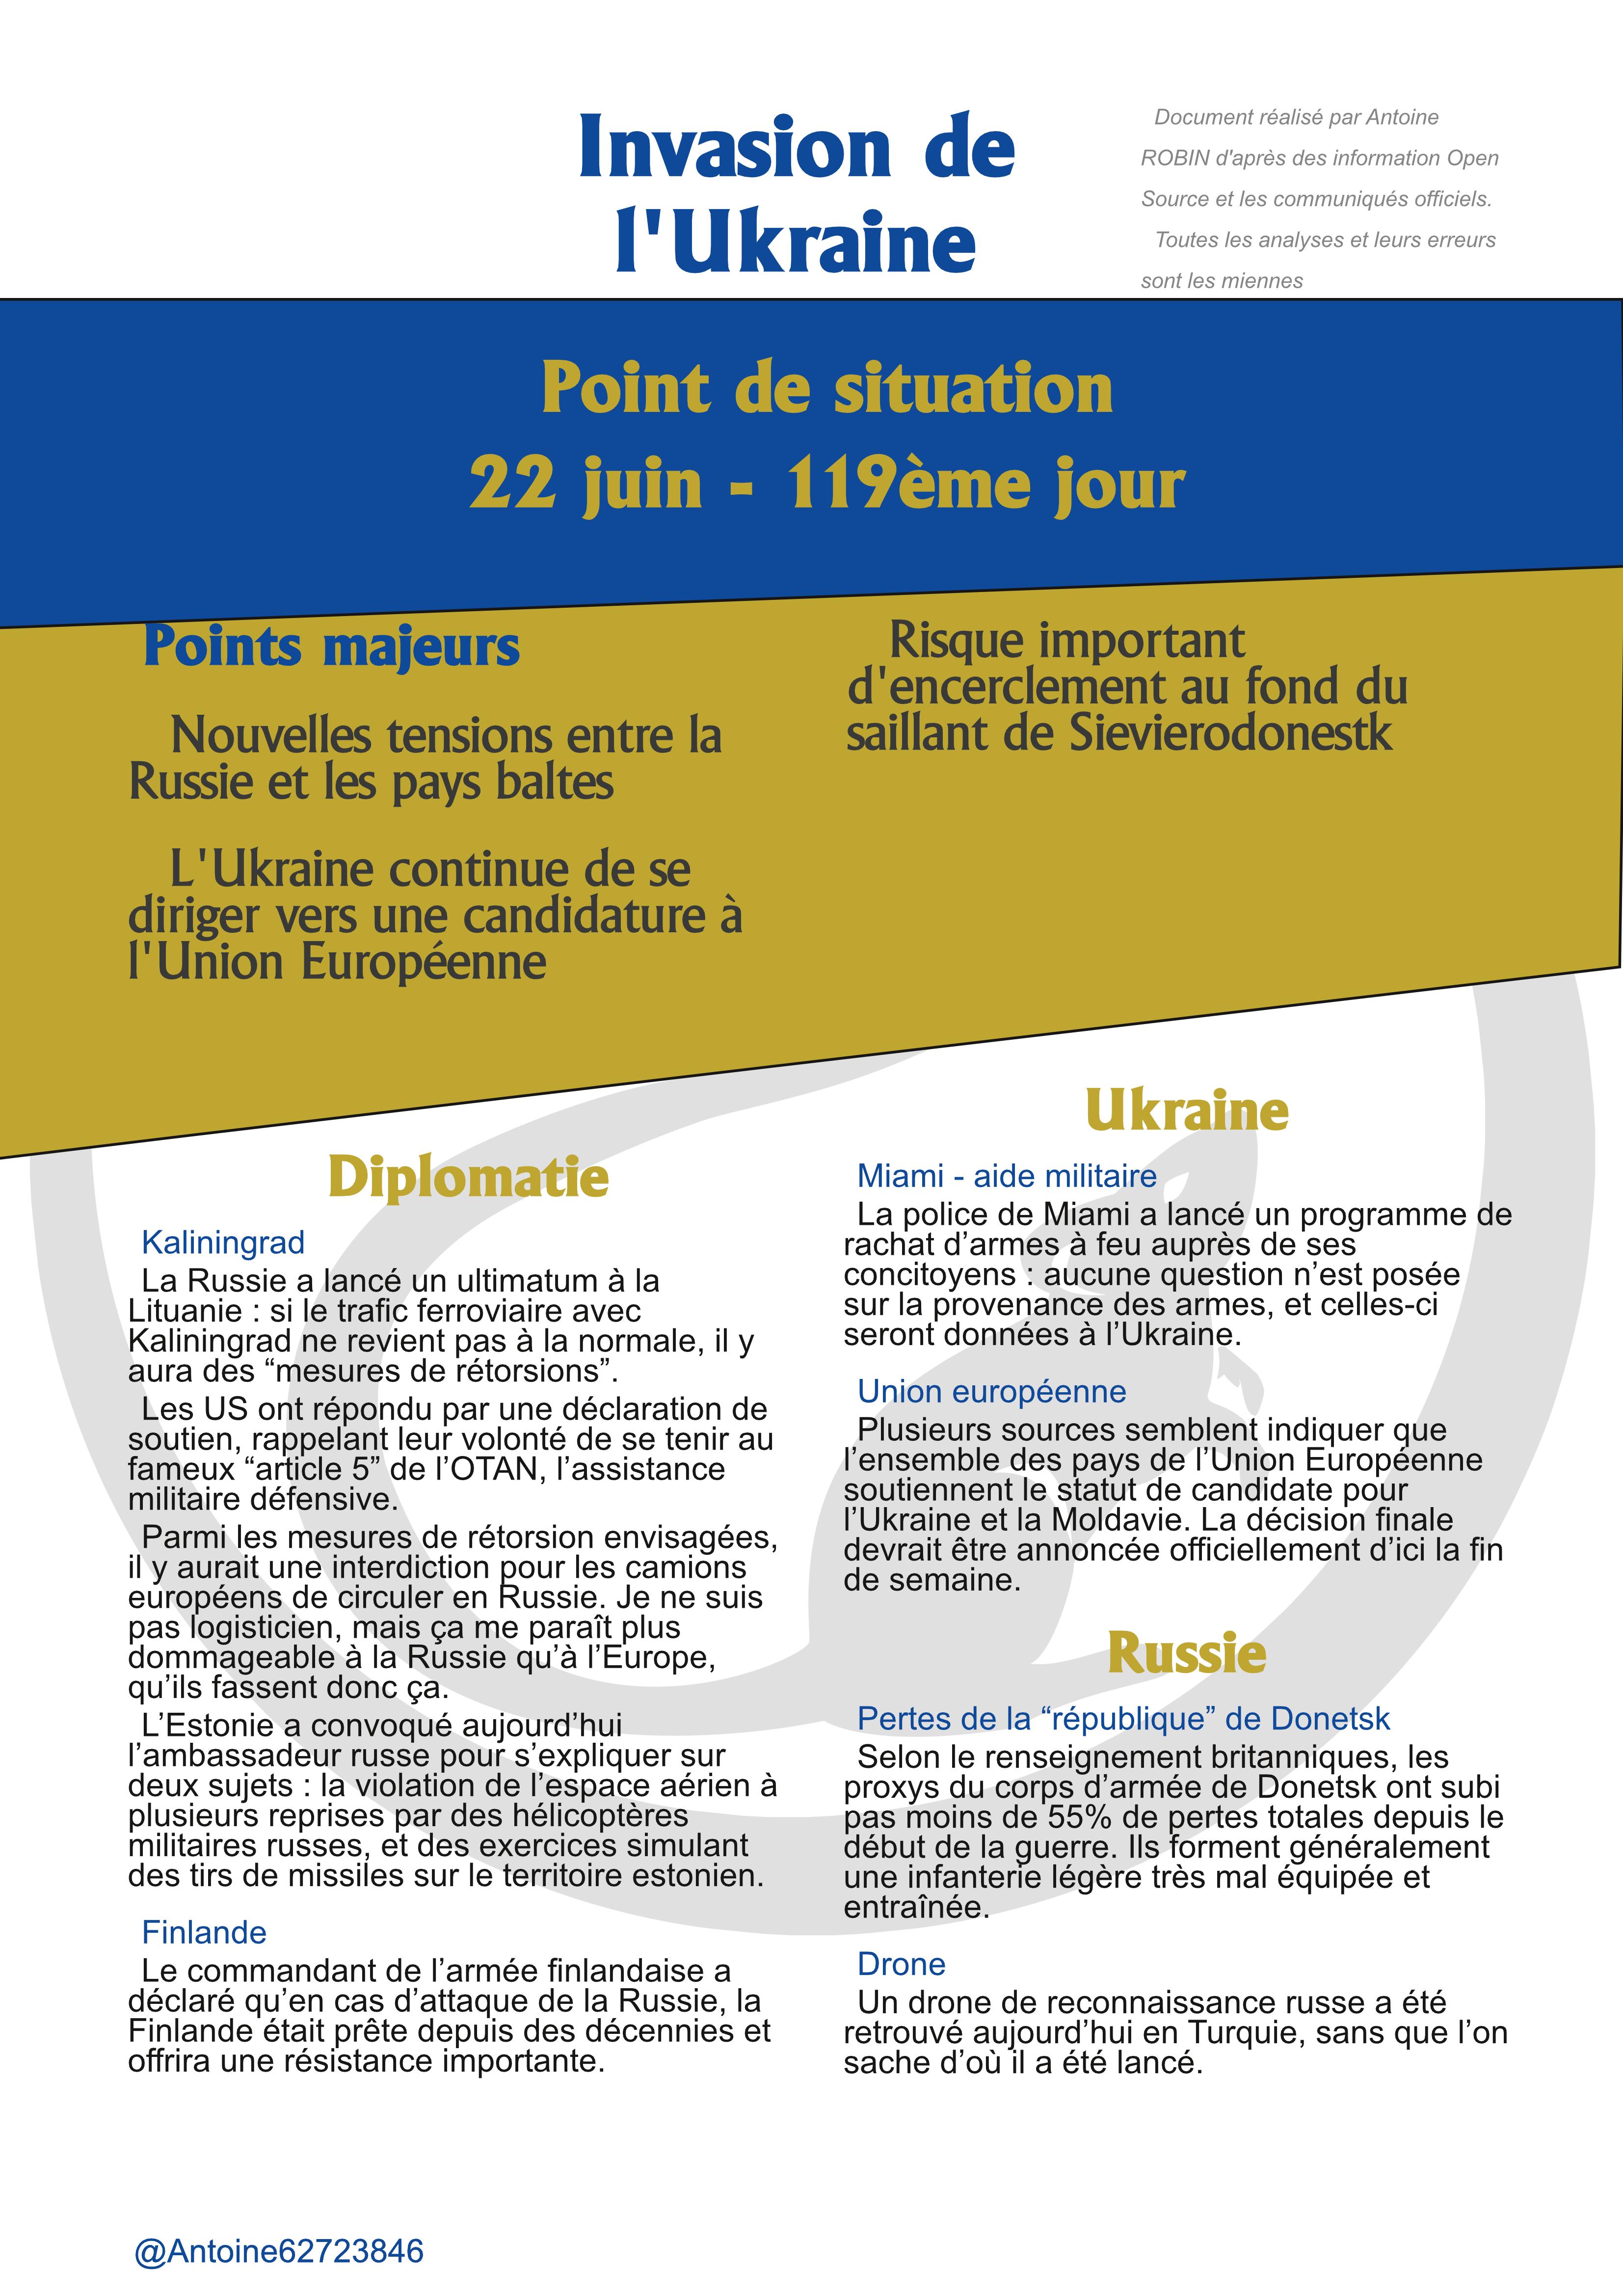 Invasion de
l'Ukraine
Document réalisé par Antoine
ROBIN d'après des information Open
Source et les communiqués officiels.
Toutes les analyses et leurs erreurs
sont les miennes
Point de situation
22 juin - 119ème jour
Points majeurs
Nouvelles tensions entre la
Russie et les pays baltes
L'Ukraine continue de se
diriger vers une candidature à
l'Union Européenne
Risque important
d'encerclement au fond du
saillant de Sievierodonestk
Diplomatie
Kaliningrad
La Russie a lancé un ultimatum à la
Lituanie : si le trafic ferroviaire avec
Kaliningrad ne revient pas à la normale, il y
aura des “mesures de rétorsions”.
Les US ont répondu par une déclaration de
soutien, rappelant leur volonté de se tenir au
fameux “article 5” de l’OTAN, l’assistance
militaire défensive.
Parmi les mesures de rétorsion envisagées,
il y aurait une interdiction pour les camions
européens de circuler en Russie. Je ne suis
pas logisticien, mais ça me paraît plus
dommageable à la Russie qu’à l’Europe,
qu’ils fassent donc ça.
L’Estonie a convoqué aujourd’hui
l’ambassadeur russe pour s’expliquer sur
deux sujets : la violation de l’espace aérien à
plusieurs reprises par des hélicoptères
militaires russes, et des exercices simulant
des tirs de missiles sur le territoire estonien.
Finlande
Le commandant de l’armée finlandaise a
déclaré qu’en cas d’attaque de la Russie, la
Finlande était prête depuis des décennies et
offrira une résistance importante.
Ukraine
Miami - aide militaire
La police de Miami a lancé un programme de
rachat d’armes à feu auprès de ses
concitoyens : aucune question n’est posée
sur la provenance des armes, et celles-ci
seront données à l’Ukraine.
Union européenne
Plusieurs sources semblent indiquer que
l’ensemble des pays de l’Union Européenne
soutiennent le statut de candidate pour
l’Ukraine et la Moldavie. La décision finale
devrait être annoncée officiellement d’ici la fin
de semaine.
Russie
Pertes de la “république” de Donetsk
Selon le renseignement britanniques, les
proxys du corps d’armée de Donetsk ont subi
pas moins de 55% de pertes totales depuis le
début de la guerre. Ils forment généralement
une infanterie légère très mal équipée et
entraînée.
Drone
Un drone de reconnaissance russe a été
retrouvé aujourd’hui en Turquie, sans que l’on
sache d’où il a été lancé.
@Antoine62723846